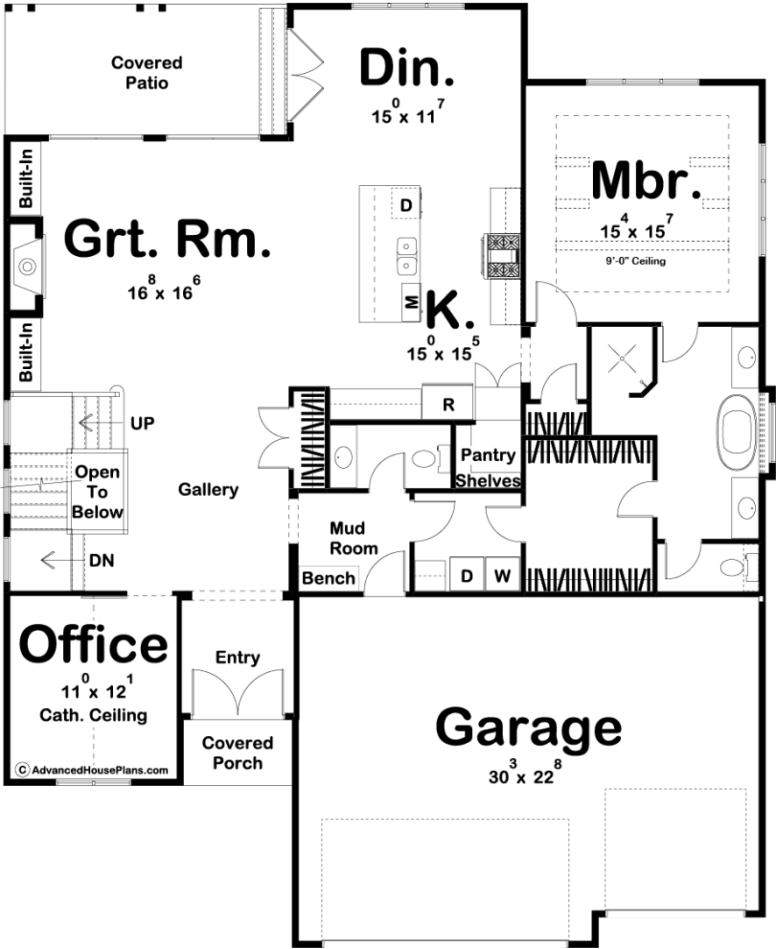 Covered
Patio
Din.
15⁰ x 11⁷
Built-In
Grt. Rm.
16⁸ x 16⁶
D
Mbr.
15⁴ x 15⁷
9'-0" Ceiling
M
K.
15⁰ x 15⁵
Built-In
R
UP
Open
To
Below
Gallery
Pantry
Shelves
Mud
Room
DN
Bench
D
W
Office
11⁰ x 12¹
Cath. Ceiling
Entry
Covered
Porch
Garage
30³ x 22⁸
© AdvancedHousePlans.com